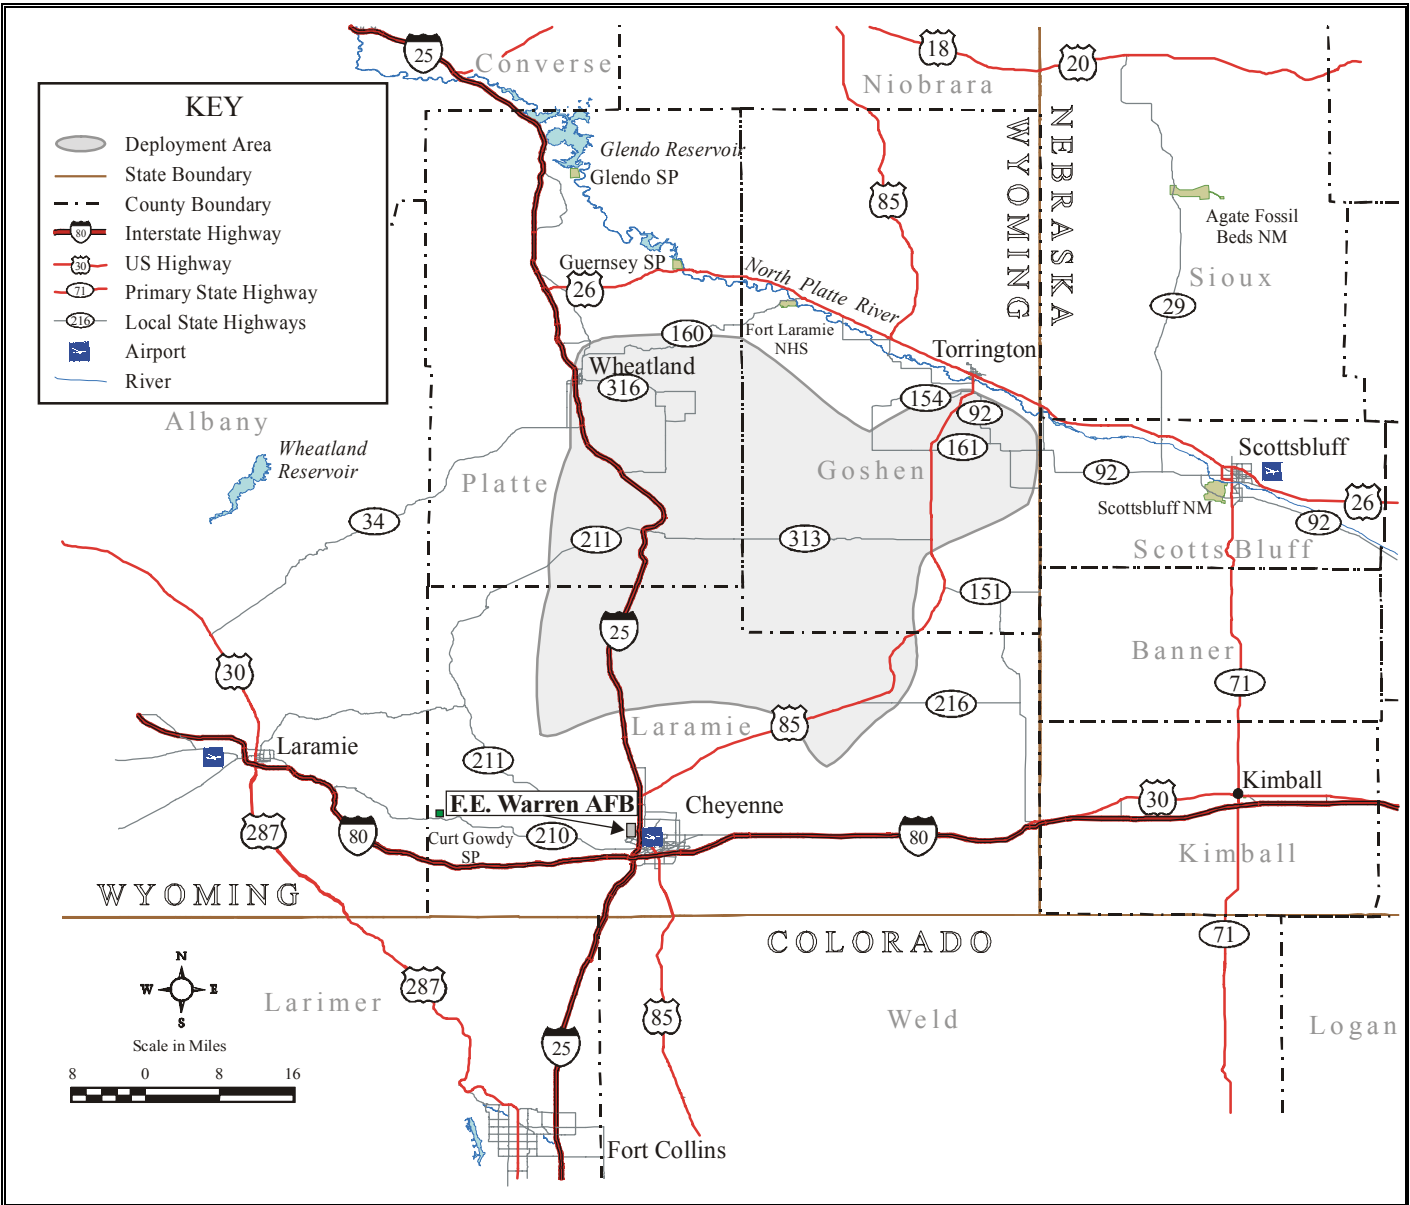 25
Converse
18
20
Niobrara
KEY
Deployment Area
State Boundary
County Boundary
80
Interstate Highway
30
US Highway
71
Primary State Highway
216
Local State Highways
Airport
River
WYOMING
NEBRASKA
Glendo Reservoir
Glendo SP
85
Agate Fossil
Beds NM
Sioux
Guernsey SP
26
North Platte River
29
160
Fort Laramie
NHS
Torrington
Wheatland
316
154
92
Albany
Wheatland
Reservoir
161
Goshen
Scottsbluff
92
Platte
Scottsbluff NM
26
34
92
211
313
Scotts Bluff
151
25
Banner
30
71
216
Laramie
85
Laramie
211
Kimball
F.E. Warren AFB
Cheyenne
30
287
80
Curt Gowdy
SP
210
80
Kimball
WYOMING
COLORADO
71
N
W
E
S
287
Larimer
85
Weld
Logan
Scale in Miles
25
8
0
8
16
Fort Collins